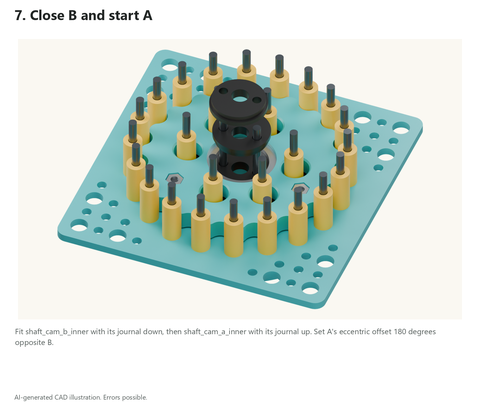 7. Close B and start A
Fit shaft_cam_b_inner with its journal down, then shaft_cam_a_inner with its journal up. Set A's eccentric offset 180 degrees
opposite B.
AI-generated CAD illustration. Errors possible.